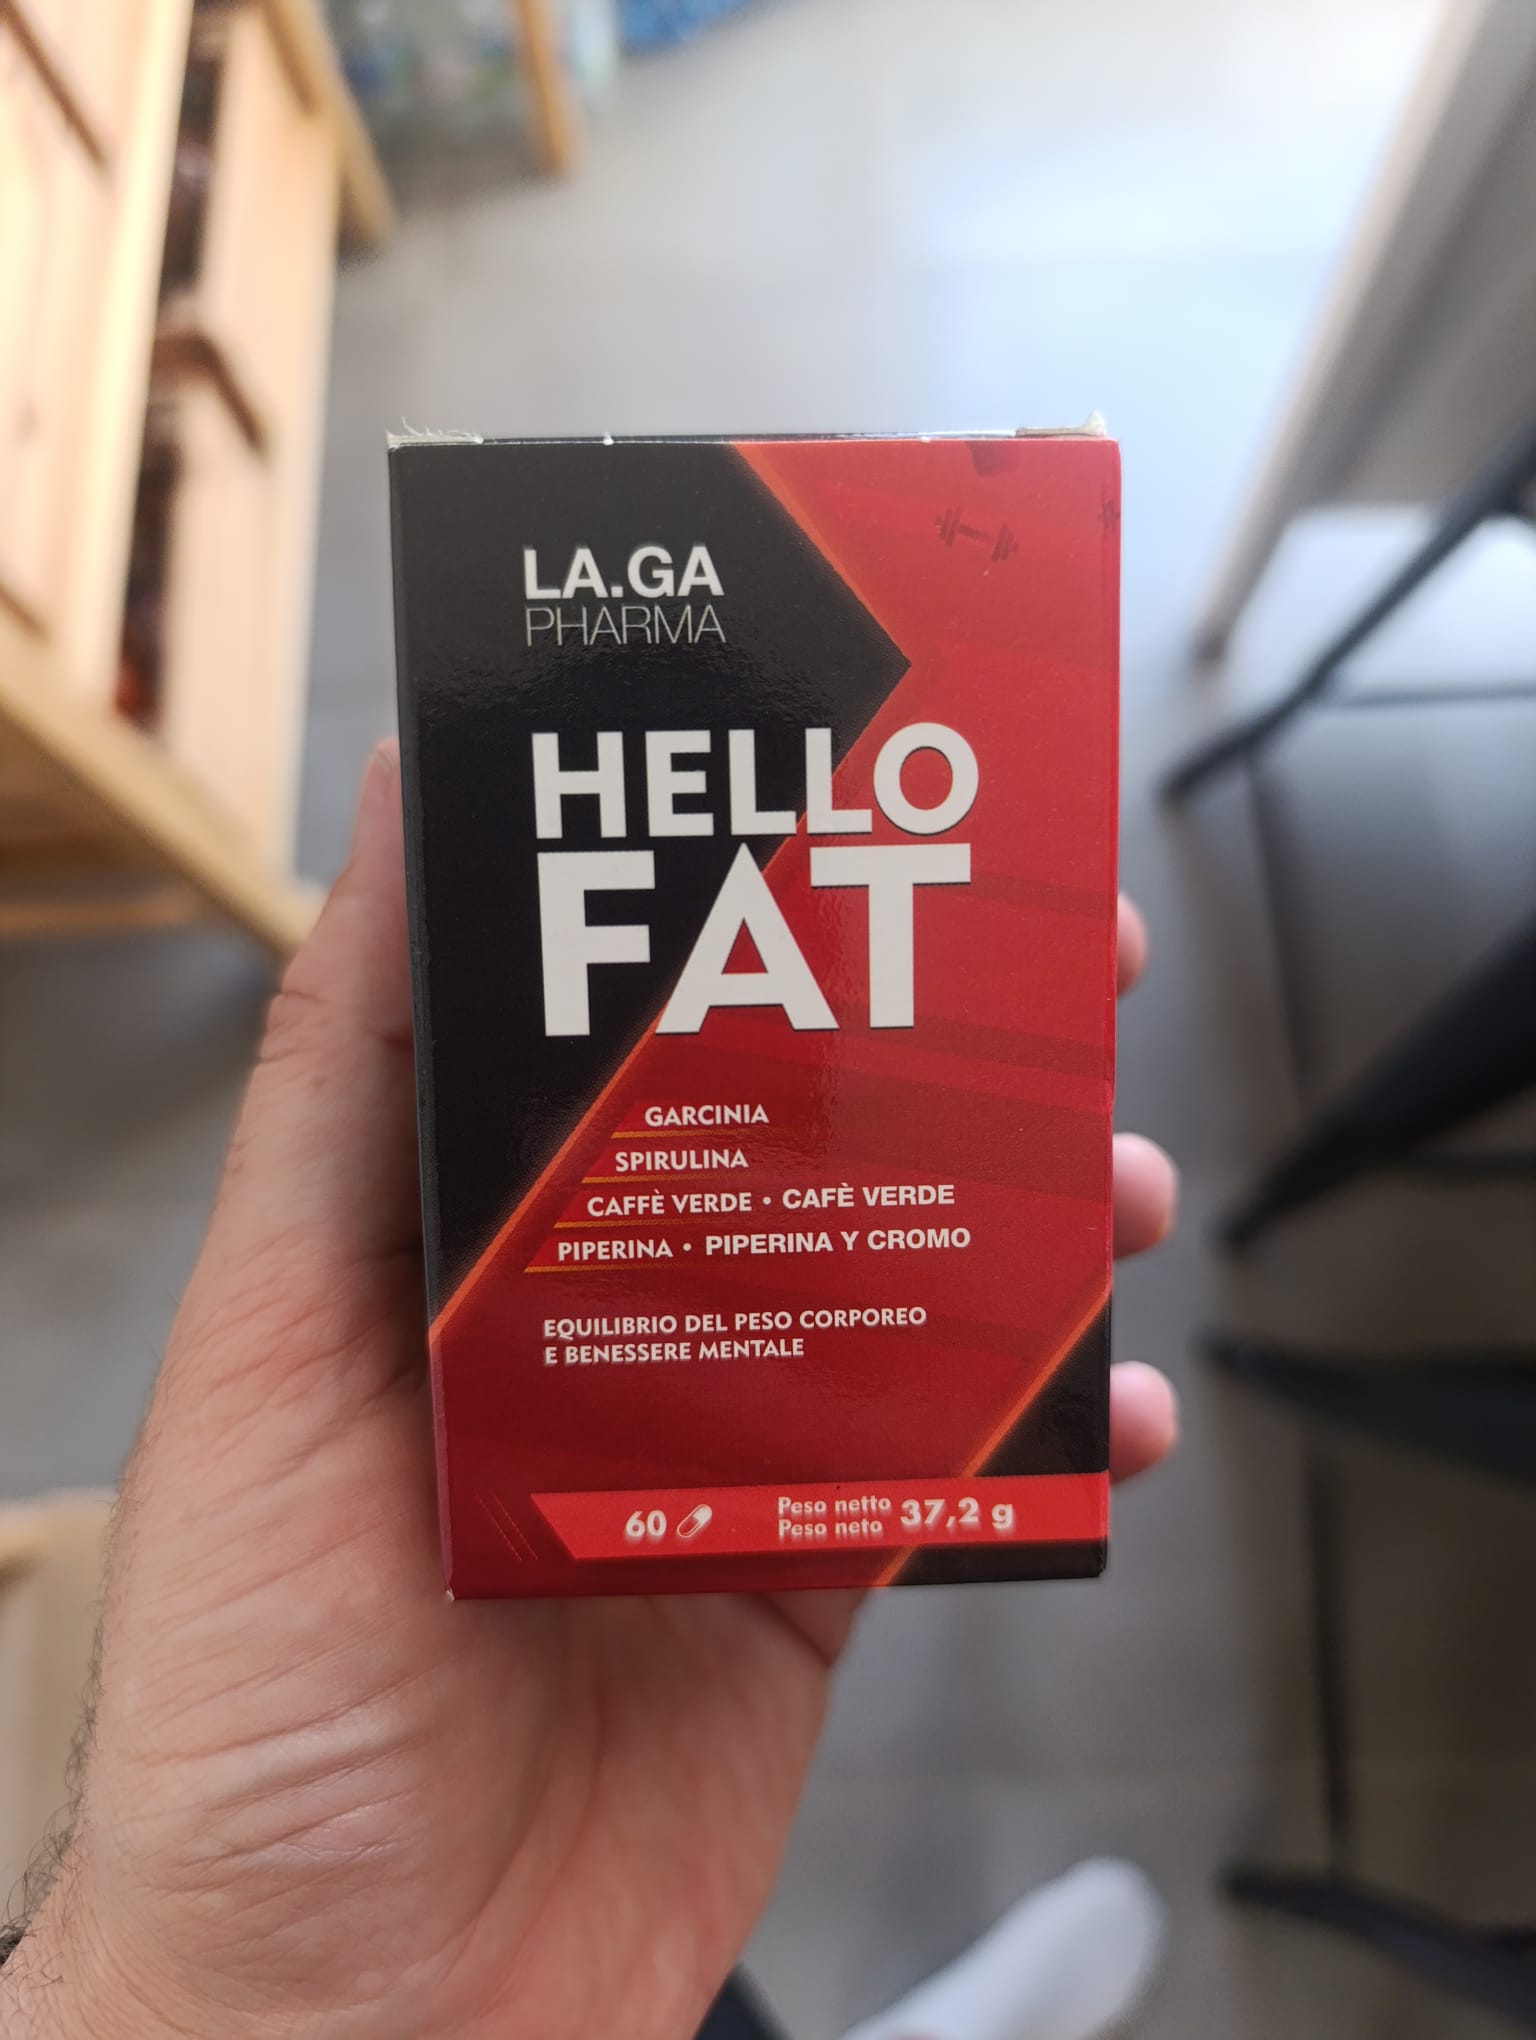 LA.GA
PHARMA
HELLO
FAT
GARCINIA
SPIRULINA
CAFFÈ VERDE • CAFÈ VERDE
PIPERINA • PIPERINA Y CROMO
EQUILIBRIO DEL PESO CORPOREO
E BENESSERE MENTALE
60
Peso netto
Peso neto
37,2 g